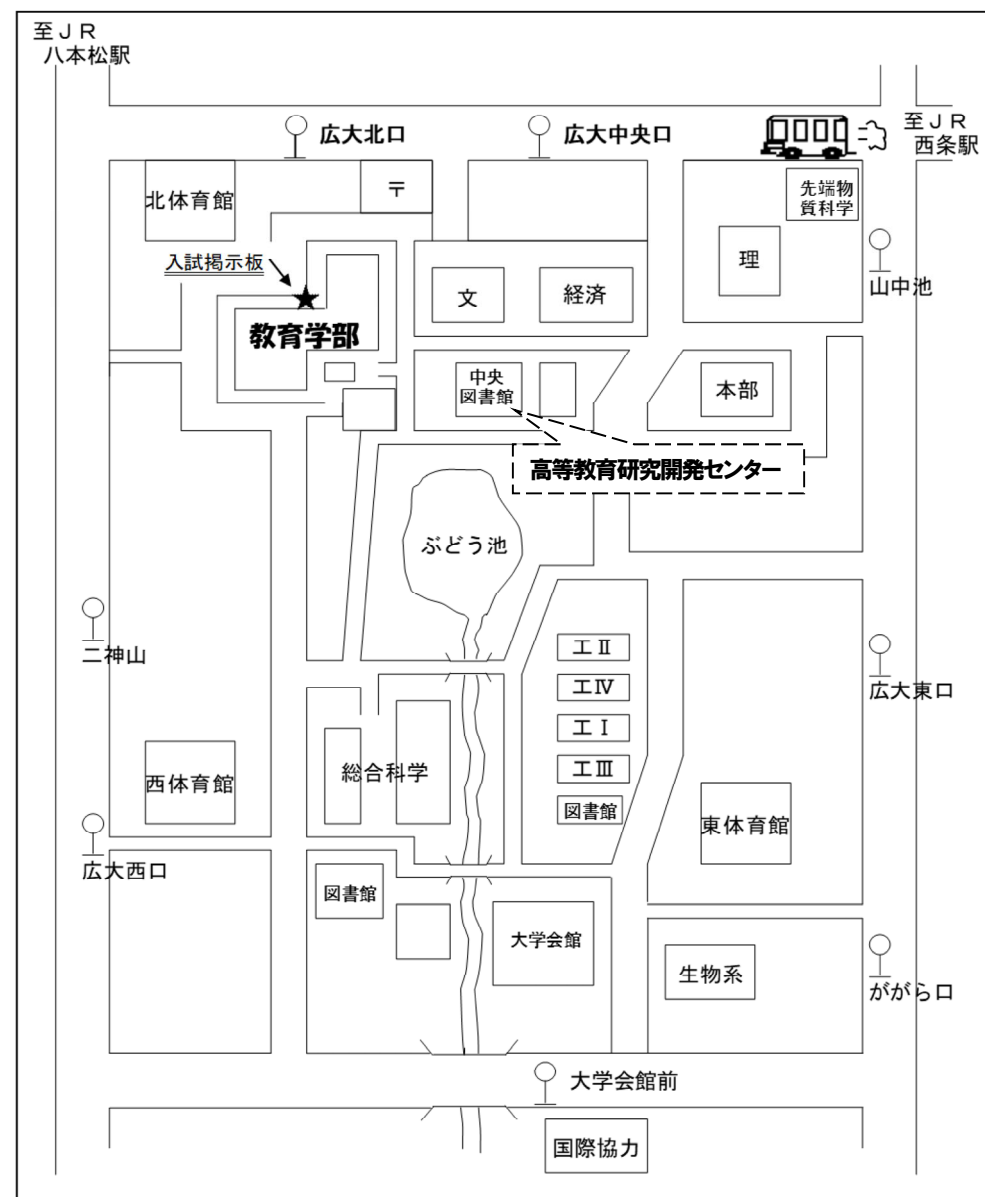 至ＪＲ
八本松駅
広大北口
広大中央口
至ＪＲ
西条駅
北体育館
〒
先端物
質科学
理
山中池
入試掲示板
文
経済
教育学部
中央
図書館
本部
高等教育研究開発センター
ぶどう池
二神山
工Ⅱ
工Ⅳ
工Ⅰ
工Ⅲ
図書館
広大東口
西体育館
総合科学
東体育館
広大西口
図書館
大学会館
生物系
ががら口
大学会館前
国際協力